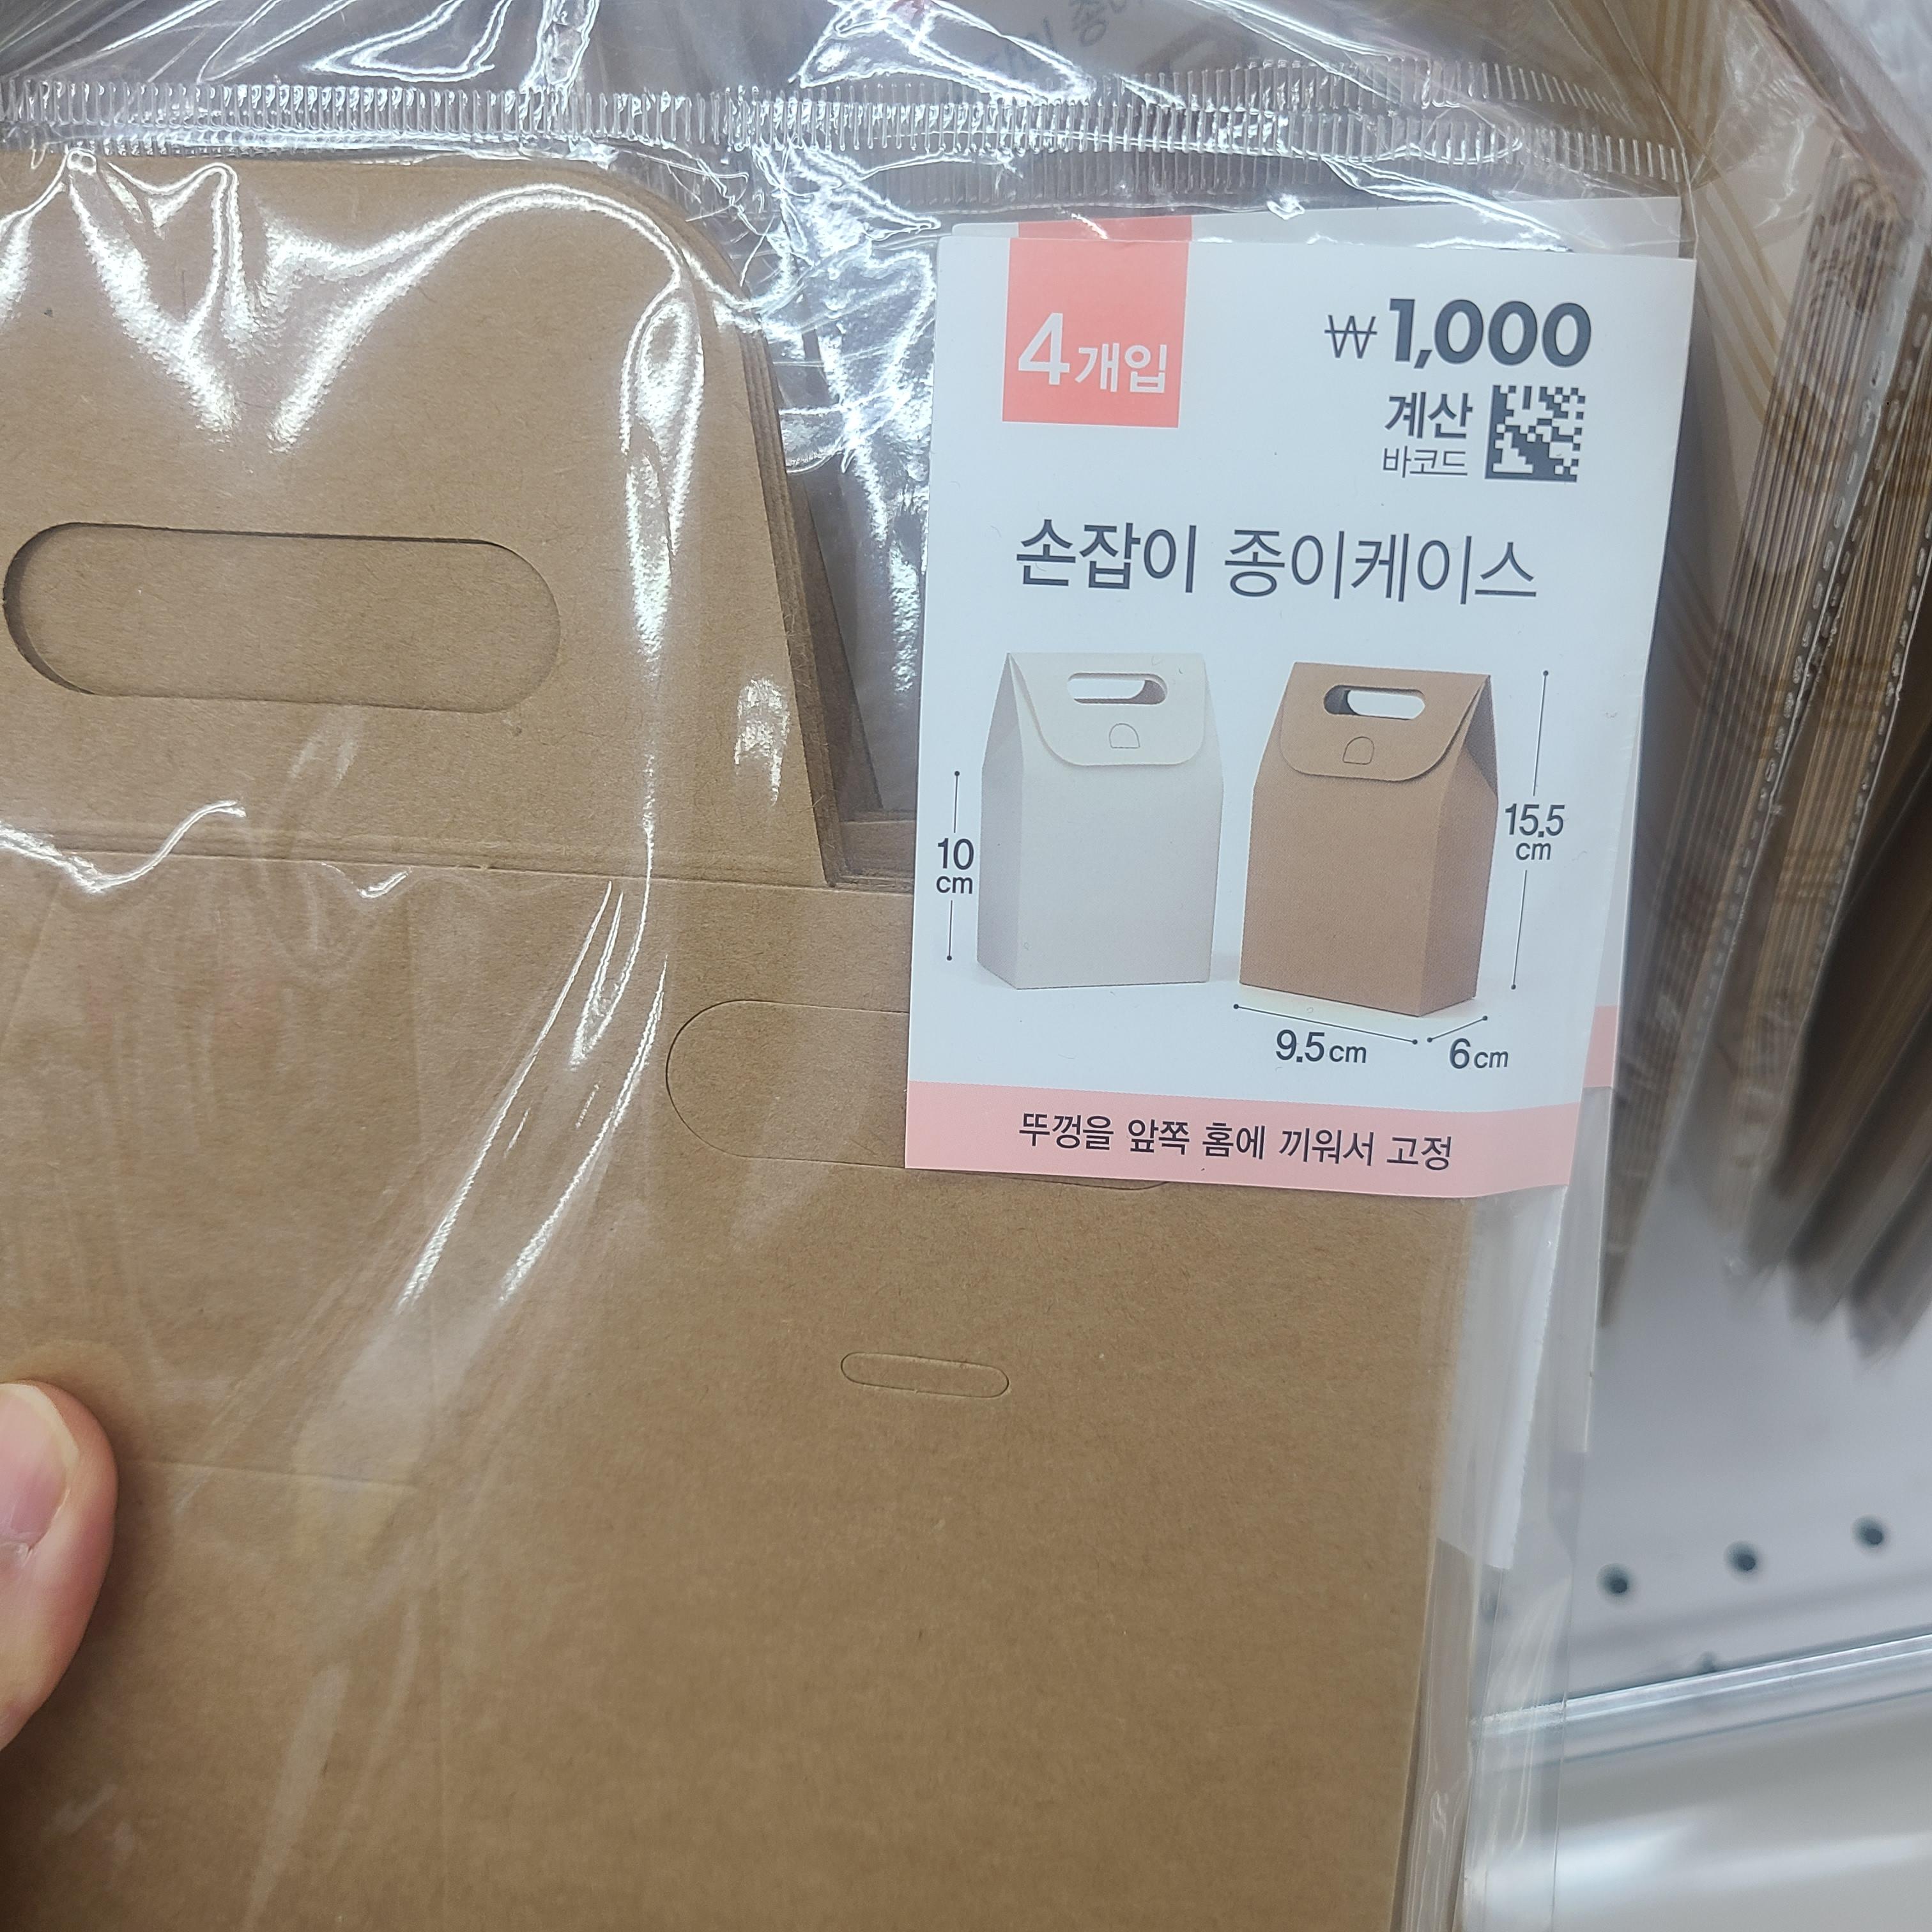 4개입
₩1,000
계산
바코드
손잡이 종이케이스
10
cm
15.5
cm
9.5cm
6cm
뚜껑을 앞쪽 홈에 끼워서 고정